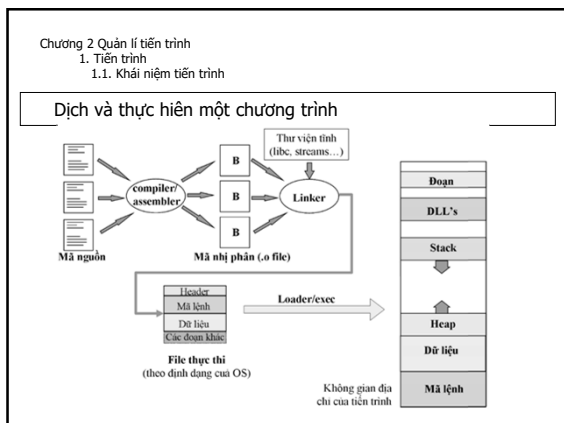 Chương 2 Quản lí tiến trình
1. Tiến trình
1.1. Khái niệm tiến trình
Dịch và thực hiện một chương trình
Thư viện tĩnh
(libc, streams…)
compiler/
assembler
B
B
B
Linker
Mã nguồn
Mã nhị phân (.o file)
Header
Mã lệnh
Dữ liệu
Các đoạn khác
File thực thi
(theo định dạng cuả OS)
Loader/exec
Đoạn
DLL's
Stack
Heap
Dữ liệu
Mã lệnh
Không gian địa
chỉ của tiến trình